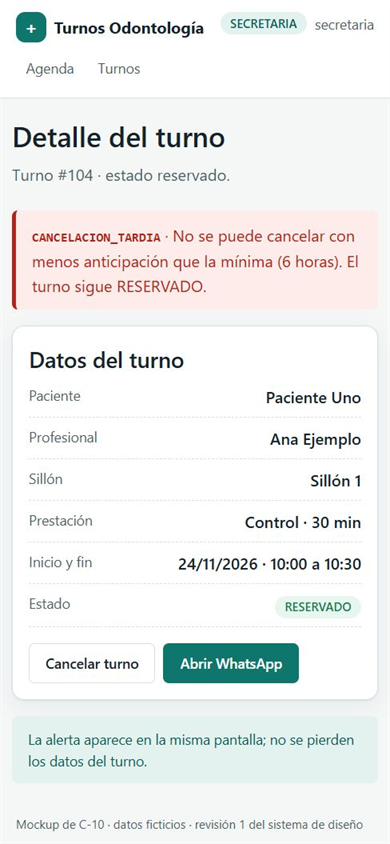 + Turnos Odontología SECRETARIA secretaria
Agenda Turnos
Detalle del turno
Turno #104 · estado reservado.
CANCELACION_TARDIA · No se puede cancelar con
menos anticipación que la mínima (6 horas). El
turno sigue RESERVADO.
Datos del turno
Paciente Paciente Uno
Profesional Ana Ejemplo
Sillón Sillón 1
Prestación Control · 30 min
Inicio y fin 24/11/2026 · 10:00 a 10:30
Estado RESERVADO
Cancelar turno Abrir WhatsApp
La alerta aparece en la misma pantalla; no se pierden
los datos del turno.
Mockup de C-10 · datos ficticios · revisión 1 del sistema de diseño